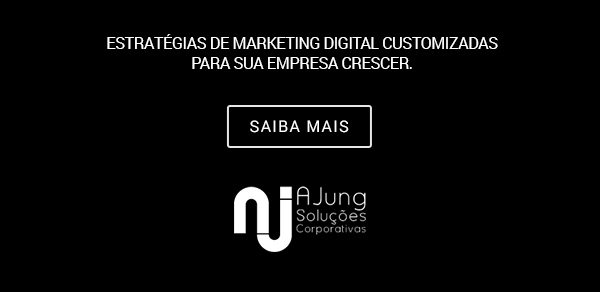 ESTRATÉGIAS DE MARKETING DIGITAL CUSTOMIZADAS
PARA SUA EMPRESA CRESCER.
SAIBA MAIS
AJung
Soluções
Corporativas